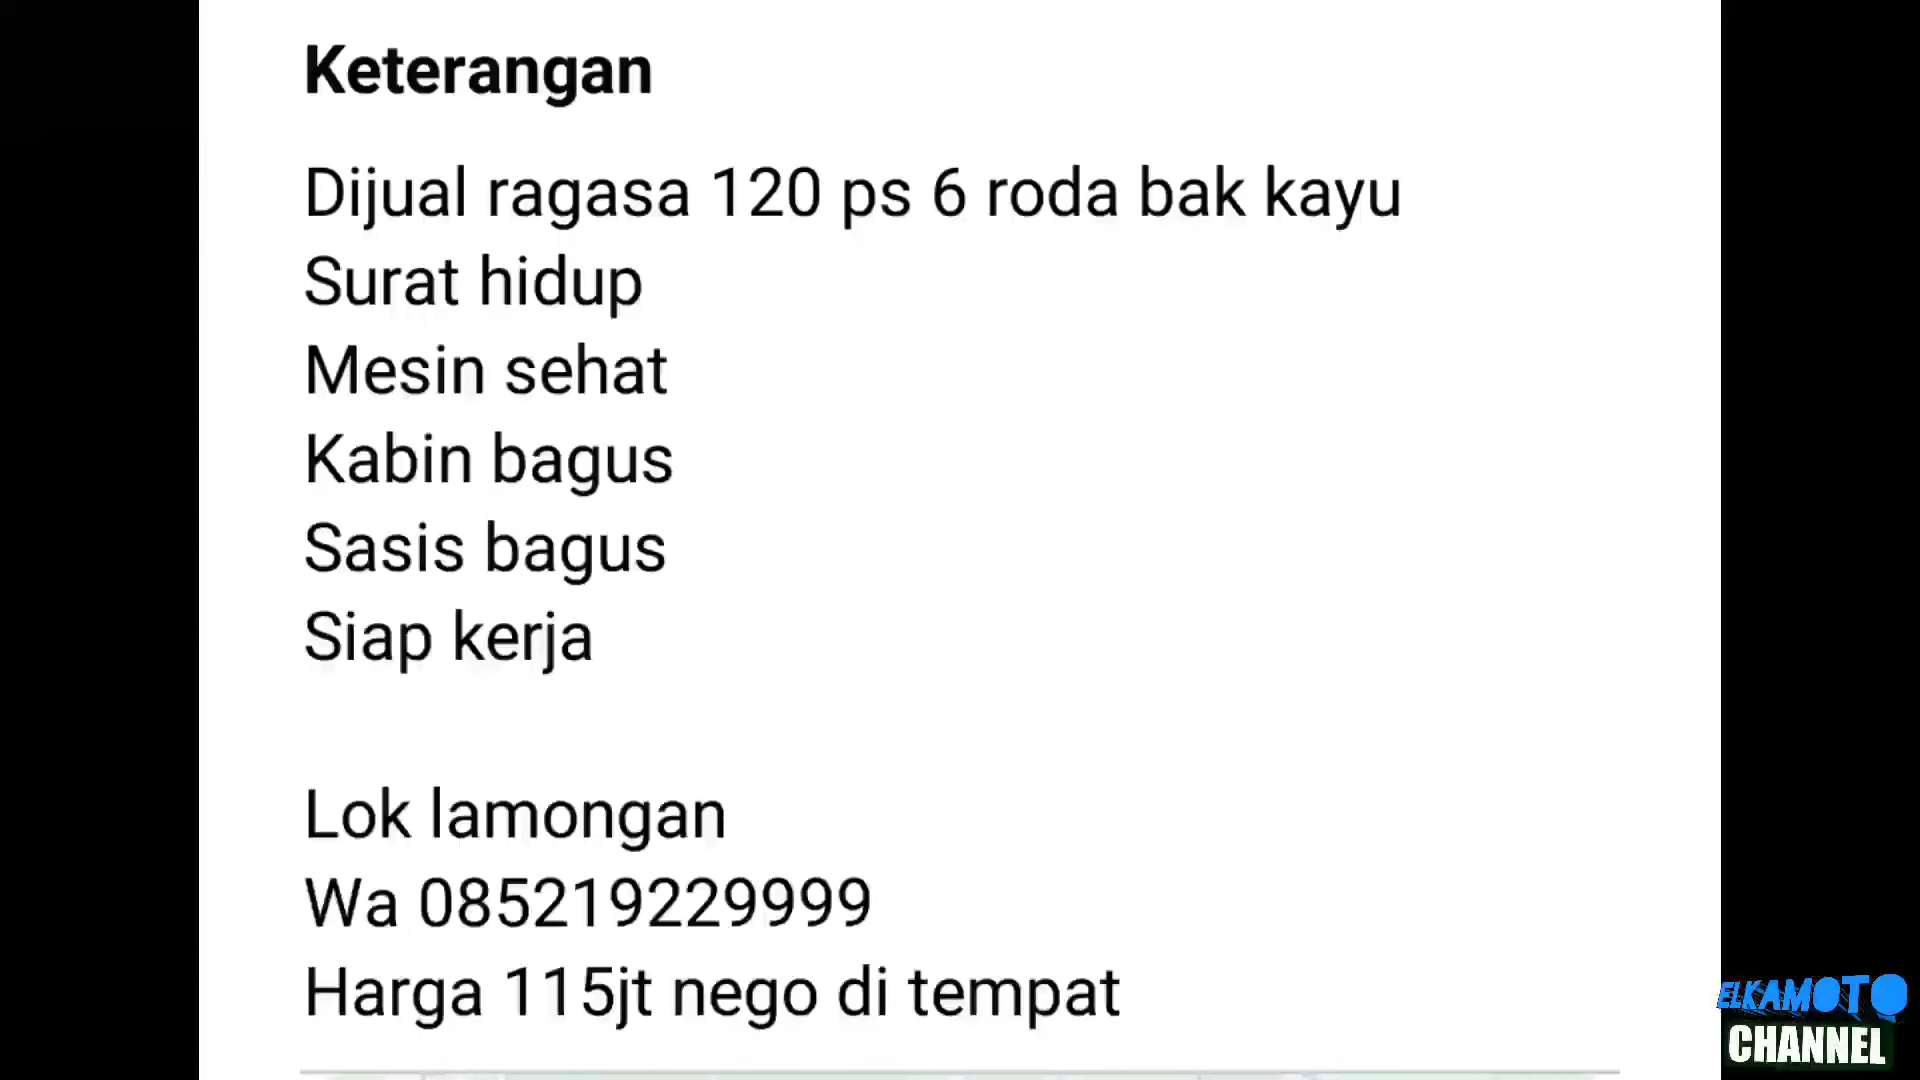 Keterangan
Dijual ragasa 120 ps 6 roda bak kayu
Surat hidup
Mesin sehat
Kabin bagus
Sasis bagus
Siap kerja
Lok lamongan
Wa 085219229999
Harga 115jt nego di tempat
ELKAMOTO
CHANNEL